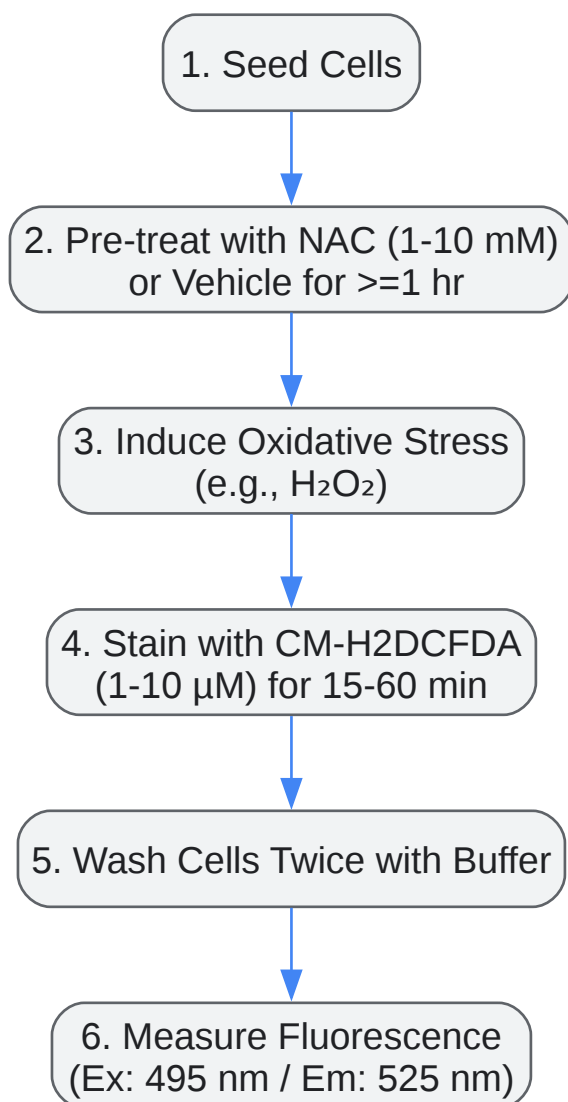 1. Seed Cells
2. Pre-treat with NAC (1-10 mM)
or Vehicle for >=1 hr
3. Induce Oxidative Stress
(e.g., H₂O₂)
4. Stain with CM-H2DCFDA
(1-10 µM) for 15-60 min
5. Wash Cells Twice with Buffer
6. Measure Fluorescence
(Ex: 495 nm / Em: 525 nm)